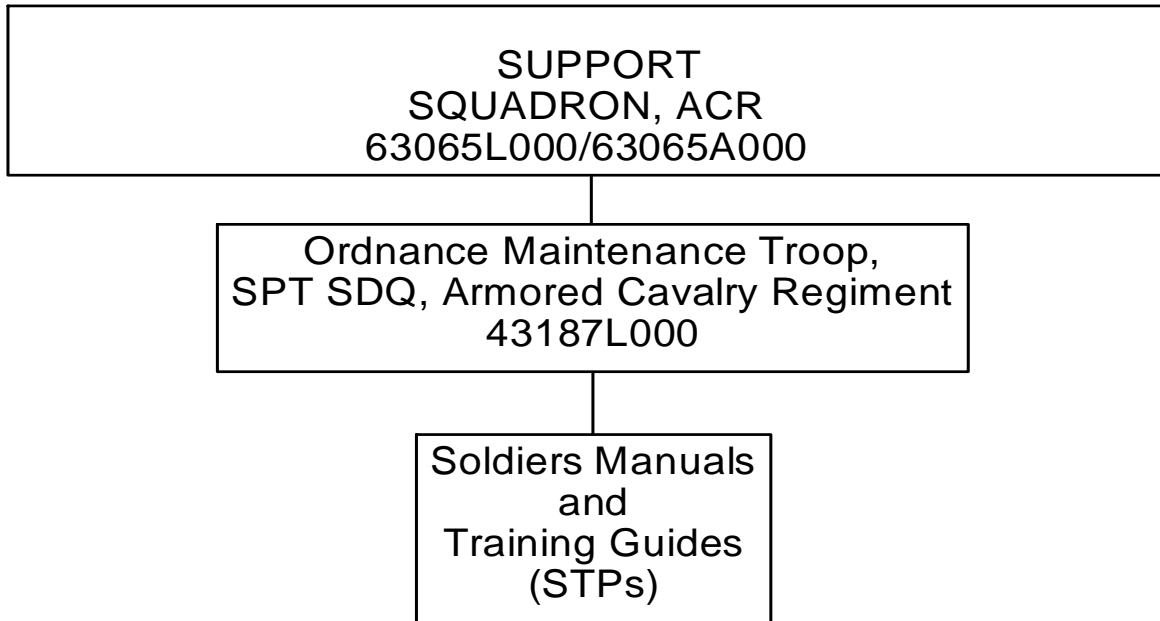 SUPPORT
SQUADRON, ACR
63065L000/63065A000
Ordnance Maintenance Troop,
SPT SDQ, Armored Cavalry Regiment
43187L000
Soldiers Manuals
and
Training Guides
(STPs)